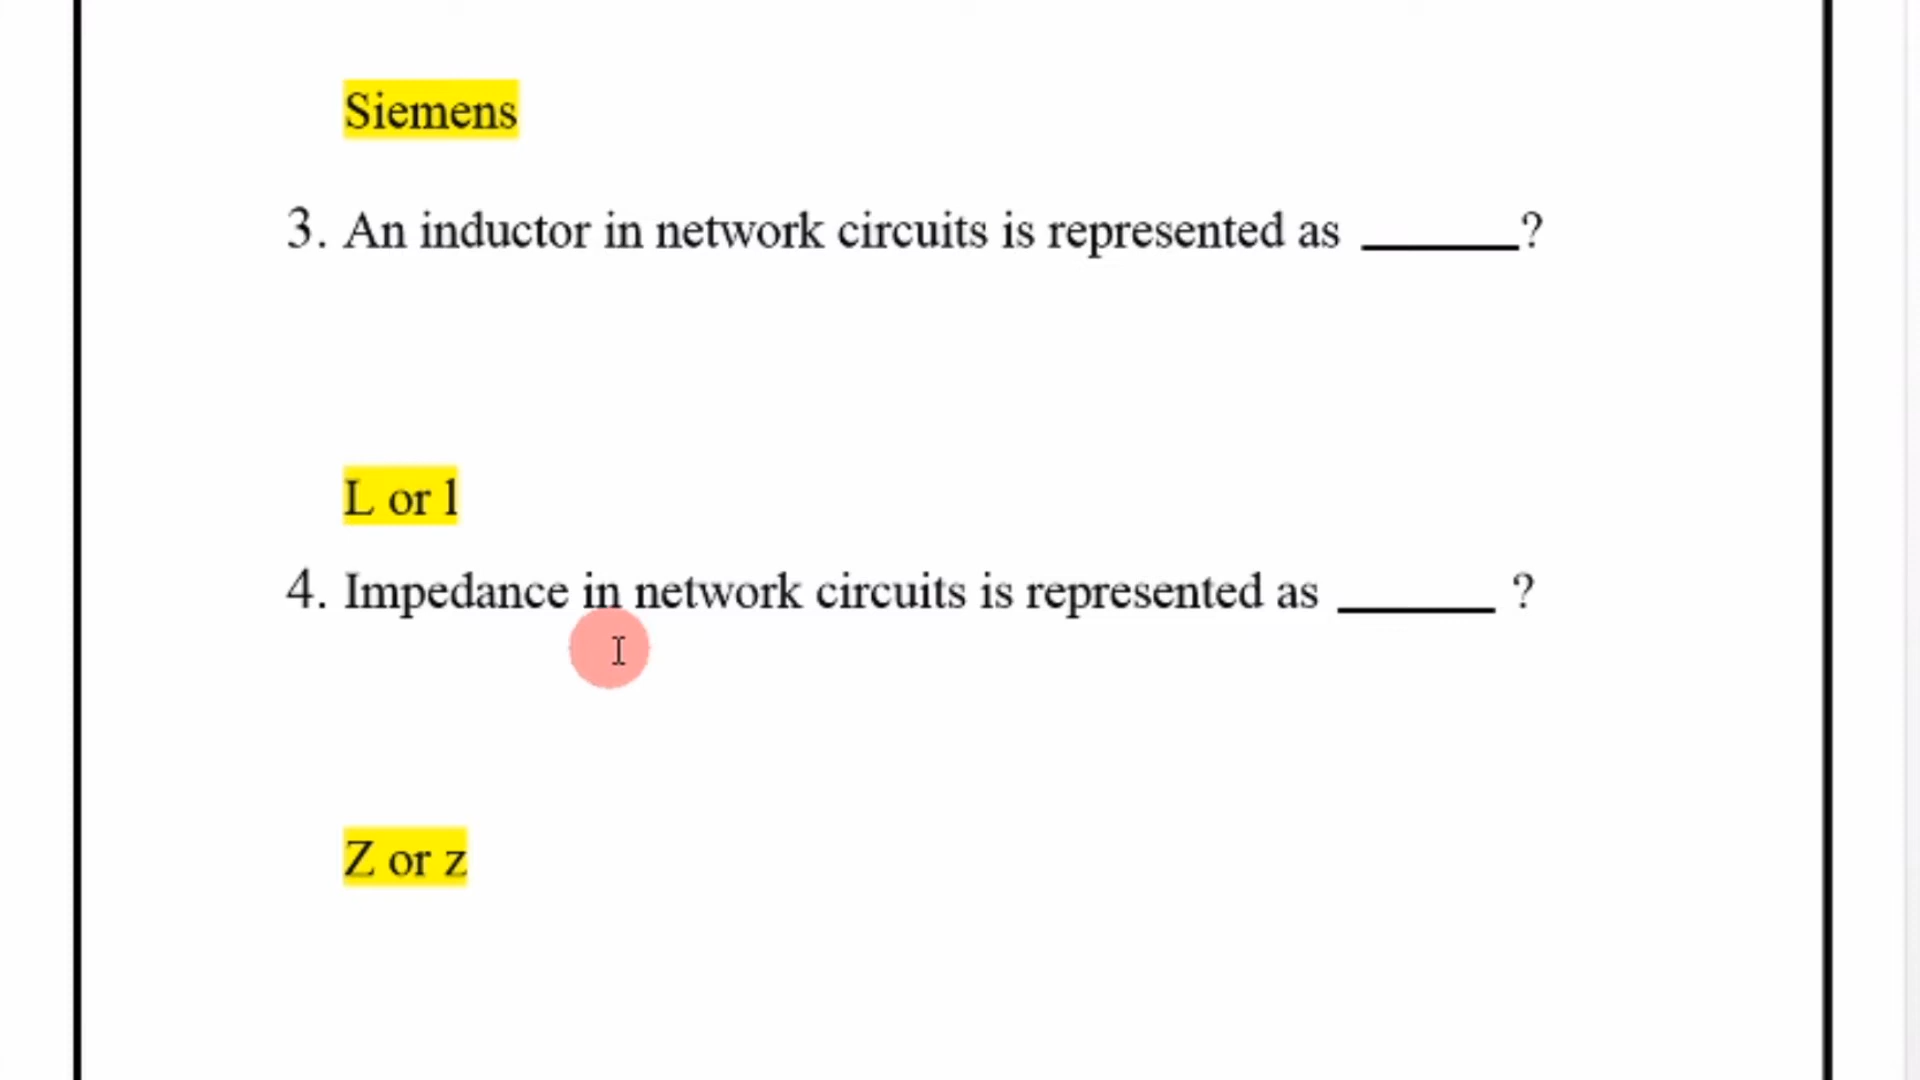 Siemens
3. An inductor in network circuits is represented as ______?
L or l
4. Impedance in network circuits is represented as ______ ?
Z or z